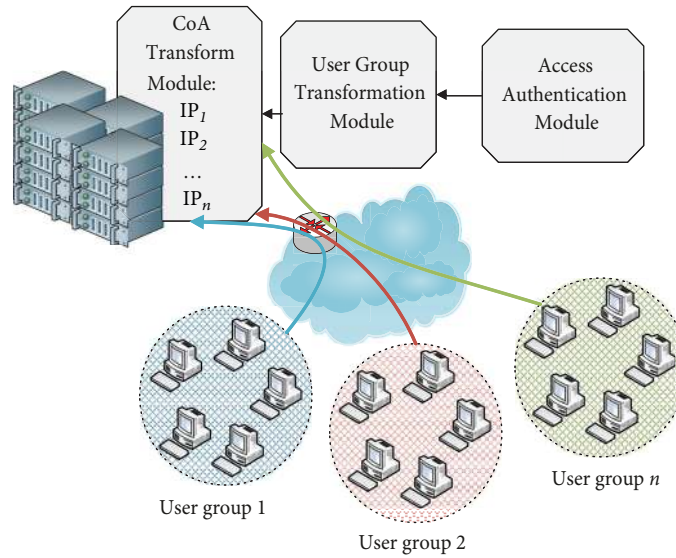 CoA
Transform
Module:
IP1
IP2
...
IPn
User Group
Transformation
Module
Access
Authentication
Module
User group 1
User group 2
User group n